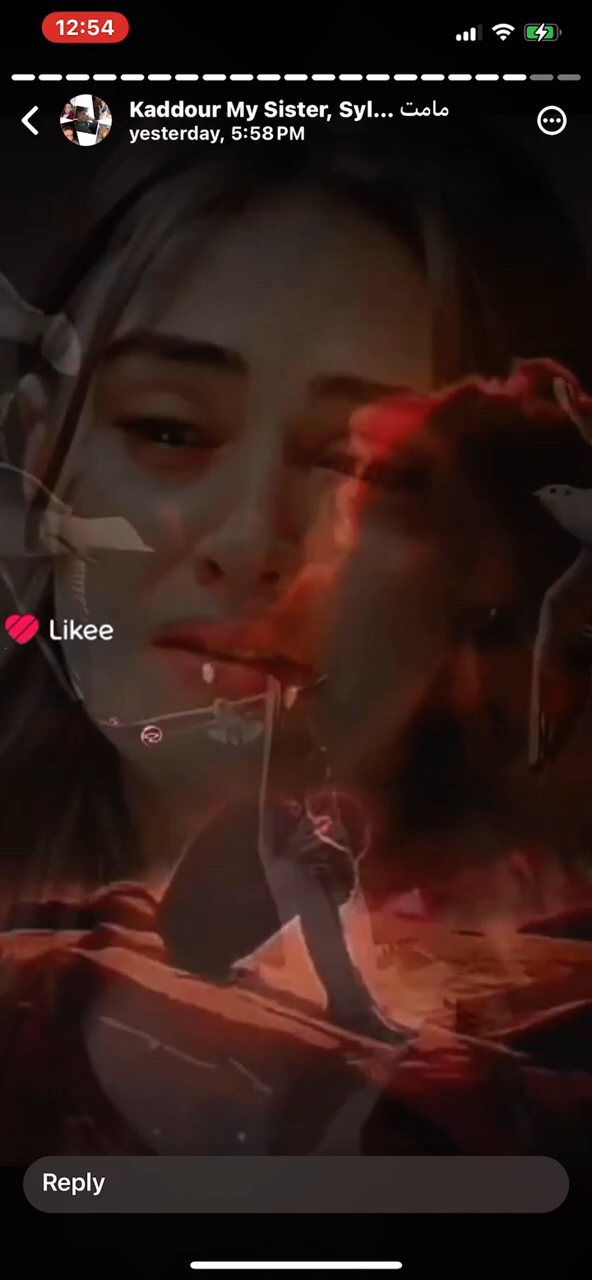 12:54
Kaddour My Sister, Syl... مامت
yesterday, 5:58 PM
Likee
Reply